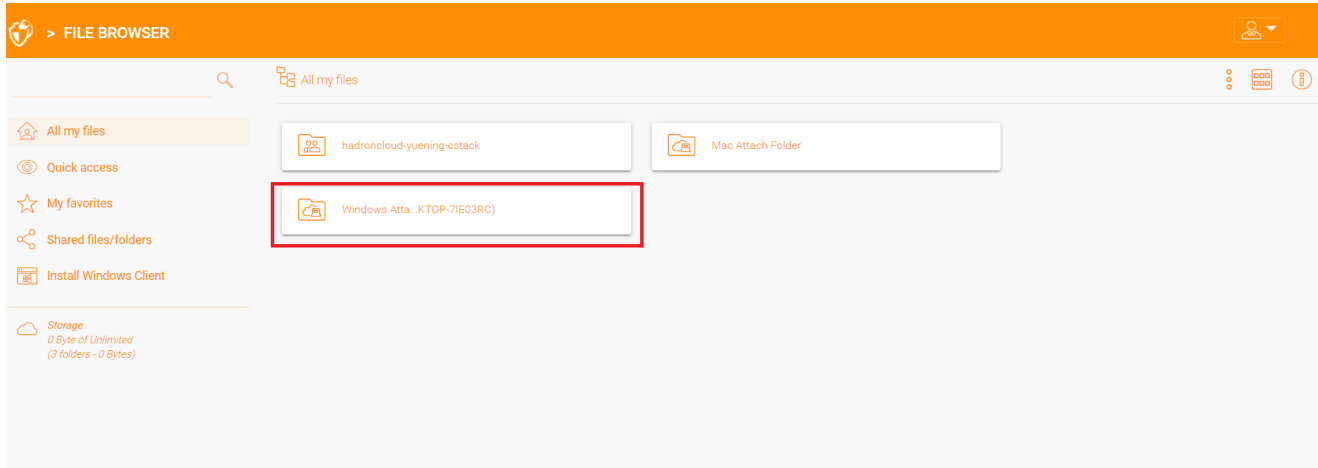 > FILE BROWSER
All my files
All my files
Quick access
My favorites
Shared files/folders
Install Windows Client
Storage
0 Byte of Unlimited
(3 folders - 0 Bytes)
hadroncloud-yuening-cstack
Mac Attach Folder
Windows Atta...KTOP-7IE03RC)